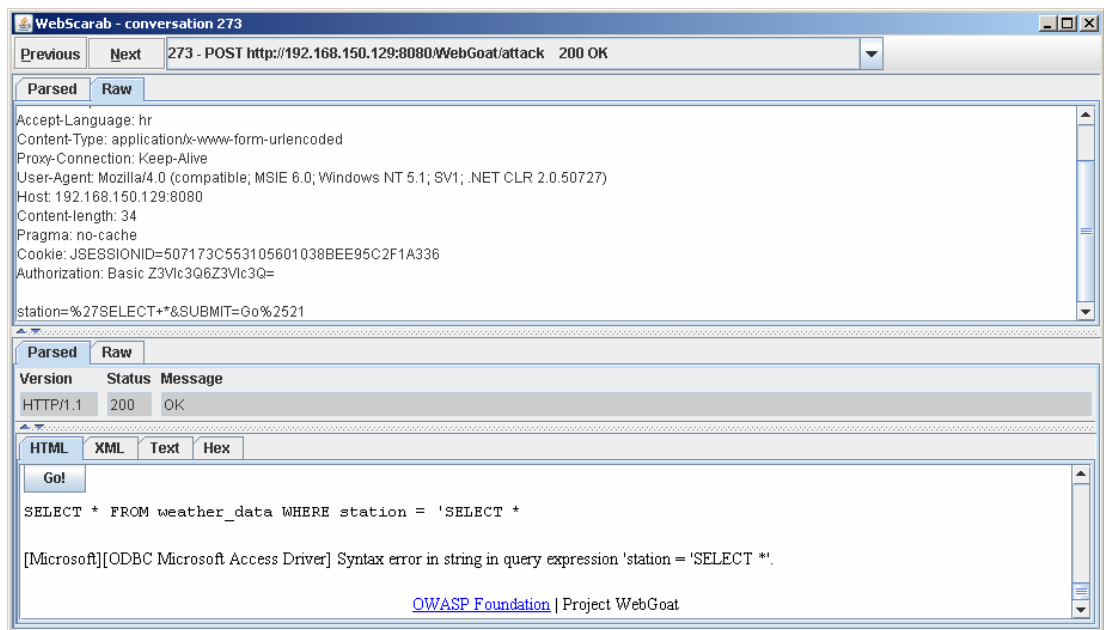 WebScarab - conversation 273
Previous Next 273 - POST http://192.168.150.129:8080/WebGoat/attack 200 OK
Parsed Raw
Accept-Language: hr
Content-Type: application/x-www-form-urlencoded
Proxy-Connection: Keep-Alive
User-Agent: Mozilla/4.0 (compatible; MSIE 6.0; Windows NT 5.1; SV1; .NET CLR 2.0.50727)
Host: 192.168.150.129:8080
Content-length: 34
Pragma: no-cache
Cookie: JSESSIONID=507173C553105601038BEE95C2F1A336
Authorization: Basic Z3Vlc3Q6Z3Vlc3Q=
station=%27SELECT+*&SUBMIT=Go%2521
Parsed Raw
Version Status Message
HTTP/1.1 200 OK
HTML XML Text Hex
Go!
SELECT * FROM weather_data WHERE station = 'SELECT *
[Microsoft][ODBC Microsoft Access Driver] Syntax error in string in query expression 'station = 'SELECT *'.
OWASP Foundation | Project WebGoat